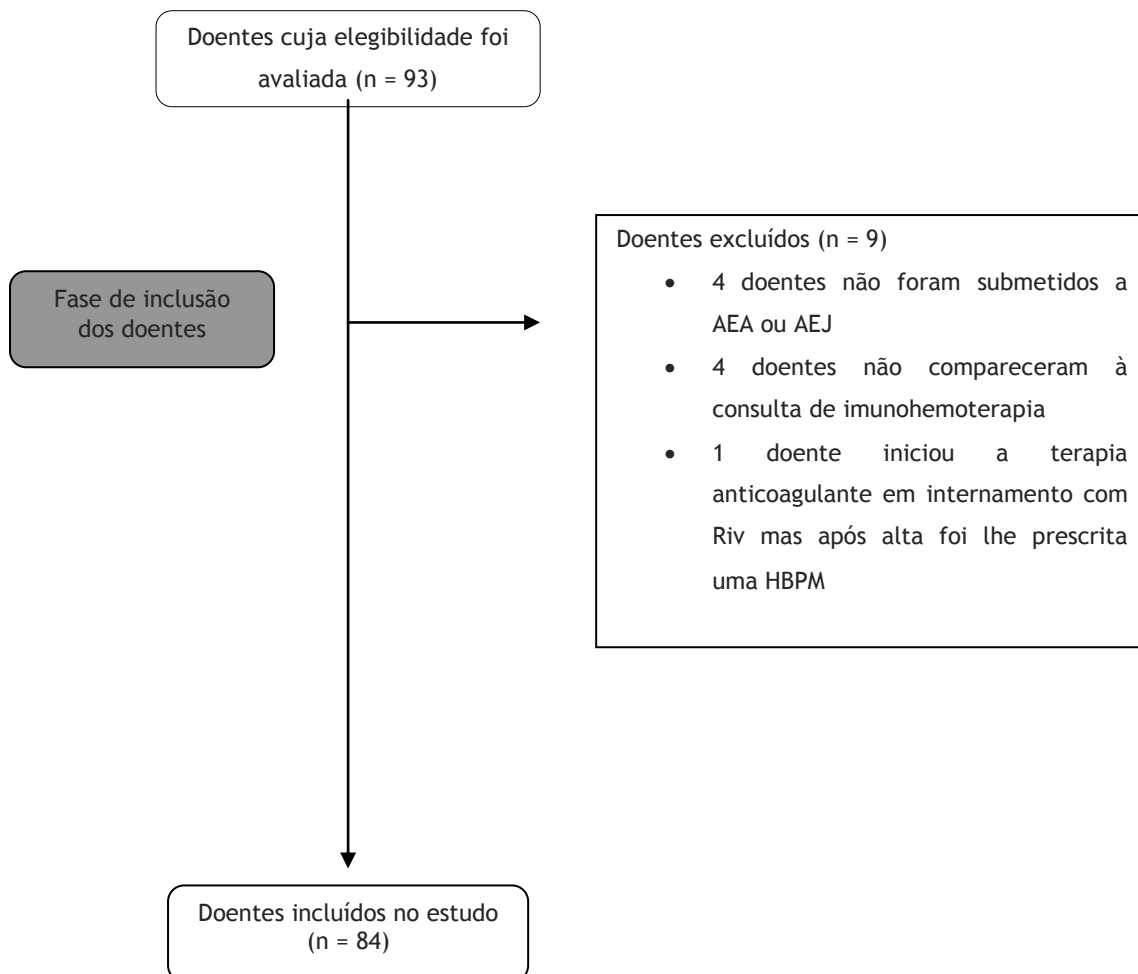 Doentes cuja elegibilidade foi
avaliada (n = 93)
Fase de inclusão
dos doentes
Doentes excluídos (n = 9)
• 4 doentes não foram submetidos a
AEA ou AEJ
• 4 doentes não compareceram à
consulta de imunohemoterapia
• 1 doente iniciou a terapia
anticoagulante em internamento com
Riv mas após alta foi lhe prescrita
uma HBPM
Doentes incluídos no estudo
(n = 84)